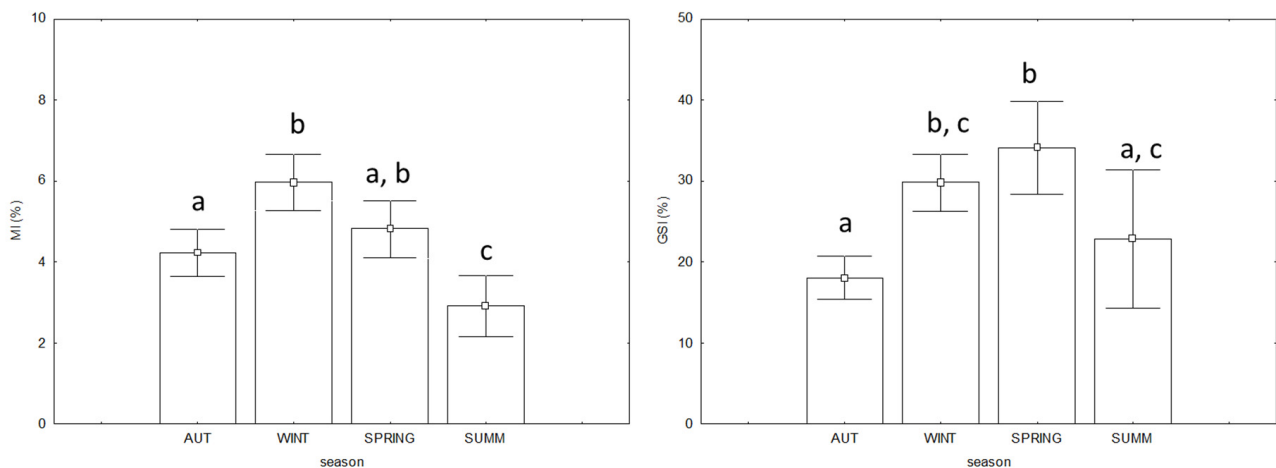 10
8
6
4
2
0
MI (%)
a
b
a, b
c
AUT WINT SPRING SUMM
season
50
40
30
20
10
0
GSI (%)
a
b, c
b
a, c
AUT WINT SPRING SUMM
season